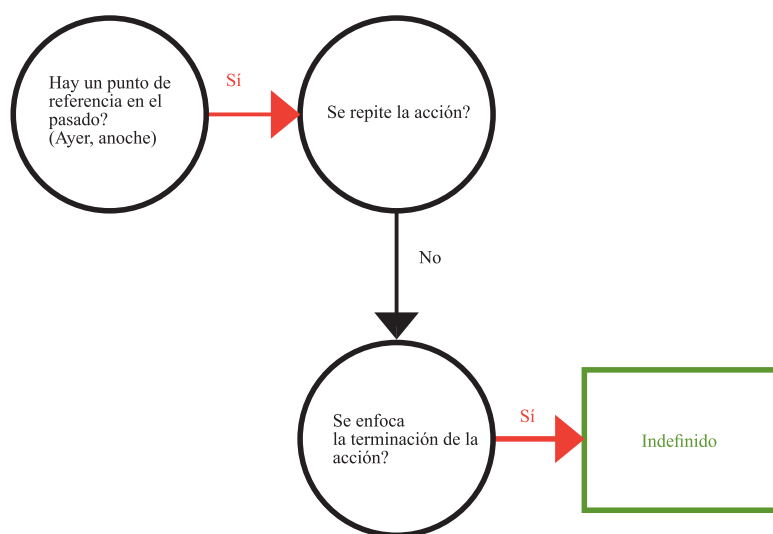 Hay un punto de
referencia en el
pasado?
(Ayer, anoche)
Sí
Se repite la acción?
No
Se enfoca
la terminación de la
acción?
Sí
Indefinido